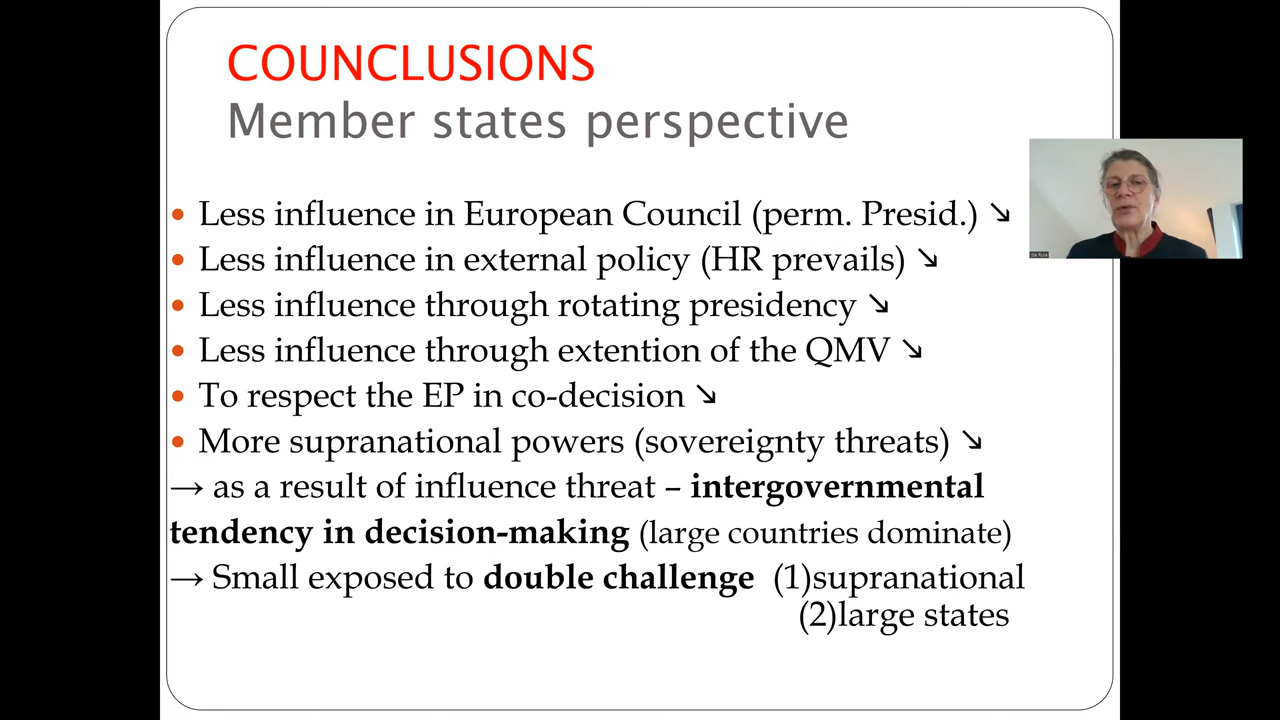 COUNCLUSIONS
Member states perspective
• Less influence in European Council (perm. Presid.) ↘
• Less influence in external policy (HR prevails) ↘
• Less influence through rotating presidency ↘
• Less influence through extention of the QMV ↘
• To respect the EP in co-decision ↘
• More supranational powers (sovereignty threats) ↘
→ as a result of influence threat – intergovernmental
tendency in decision-making (large countries dominate)
→ Small exposed to double challenge (1)supranational
(2)large states